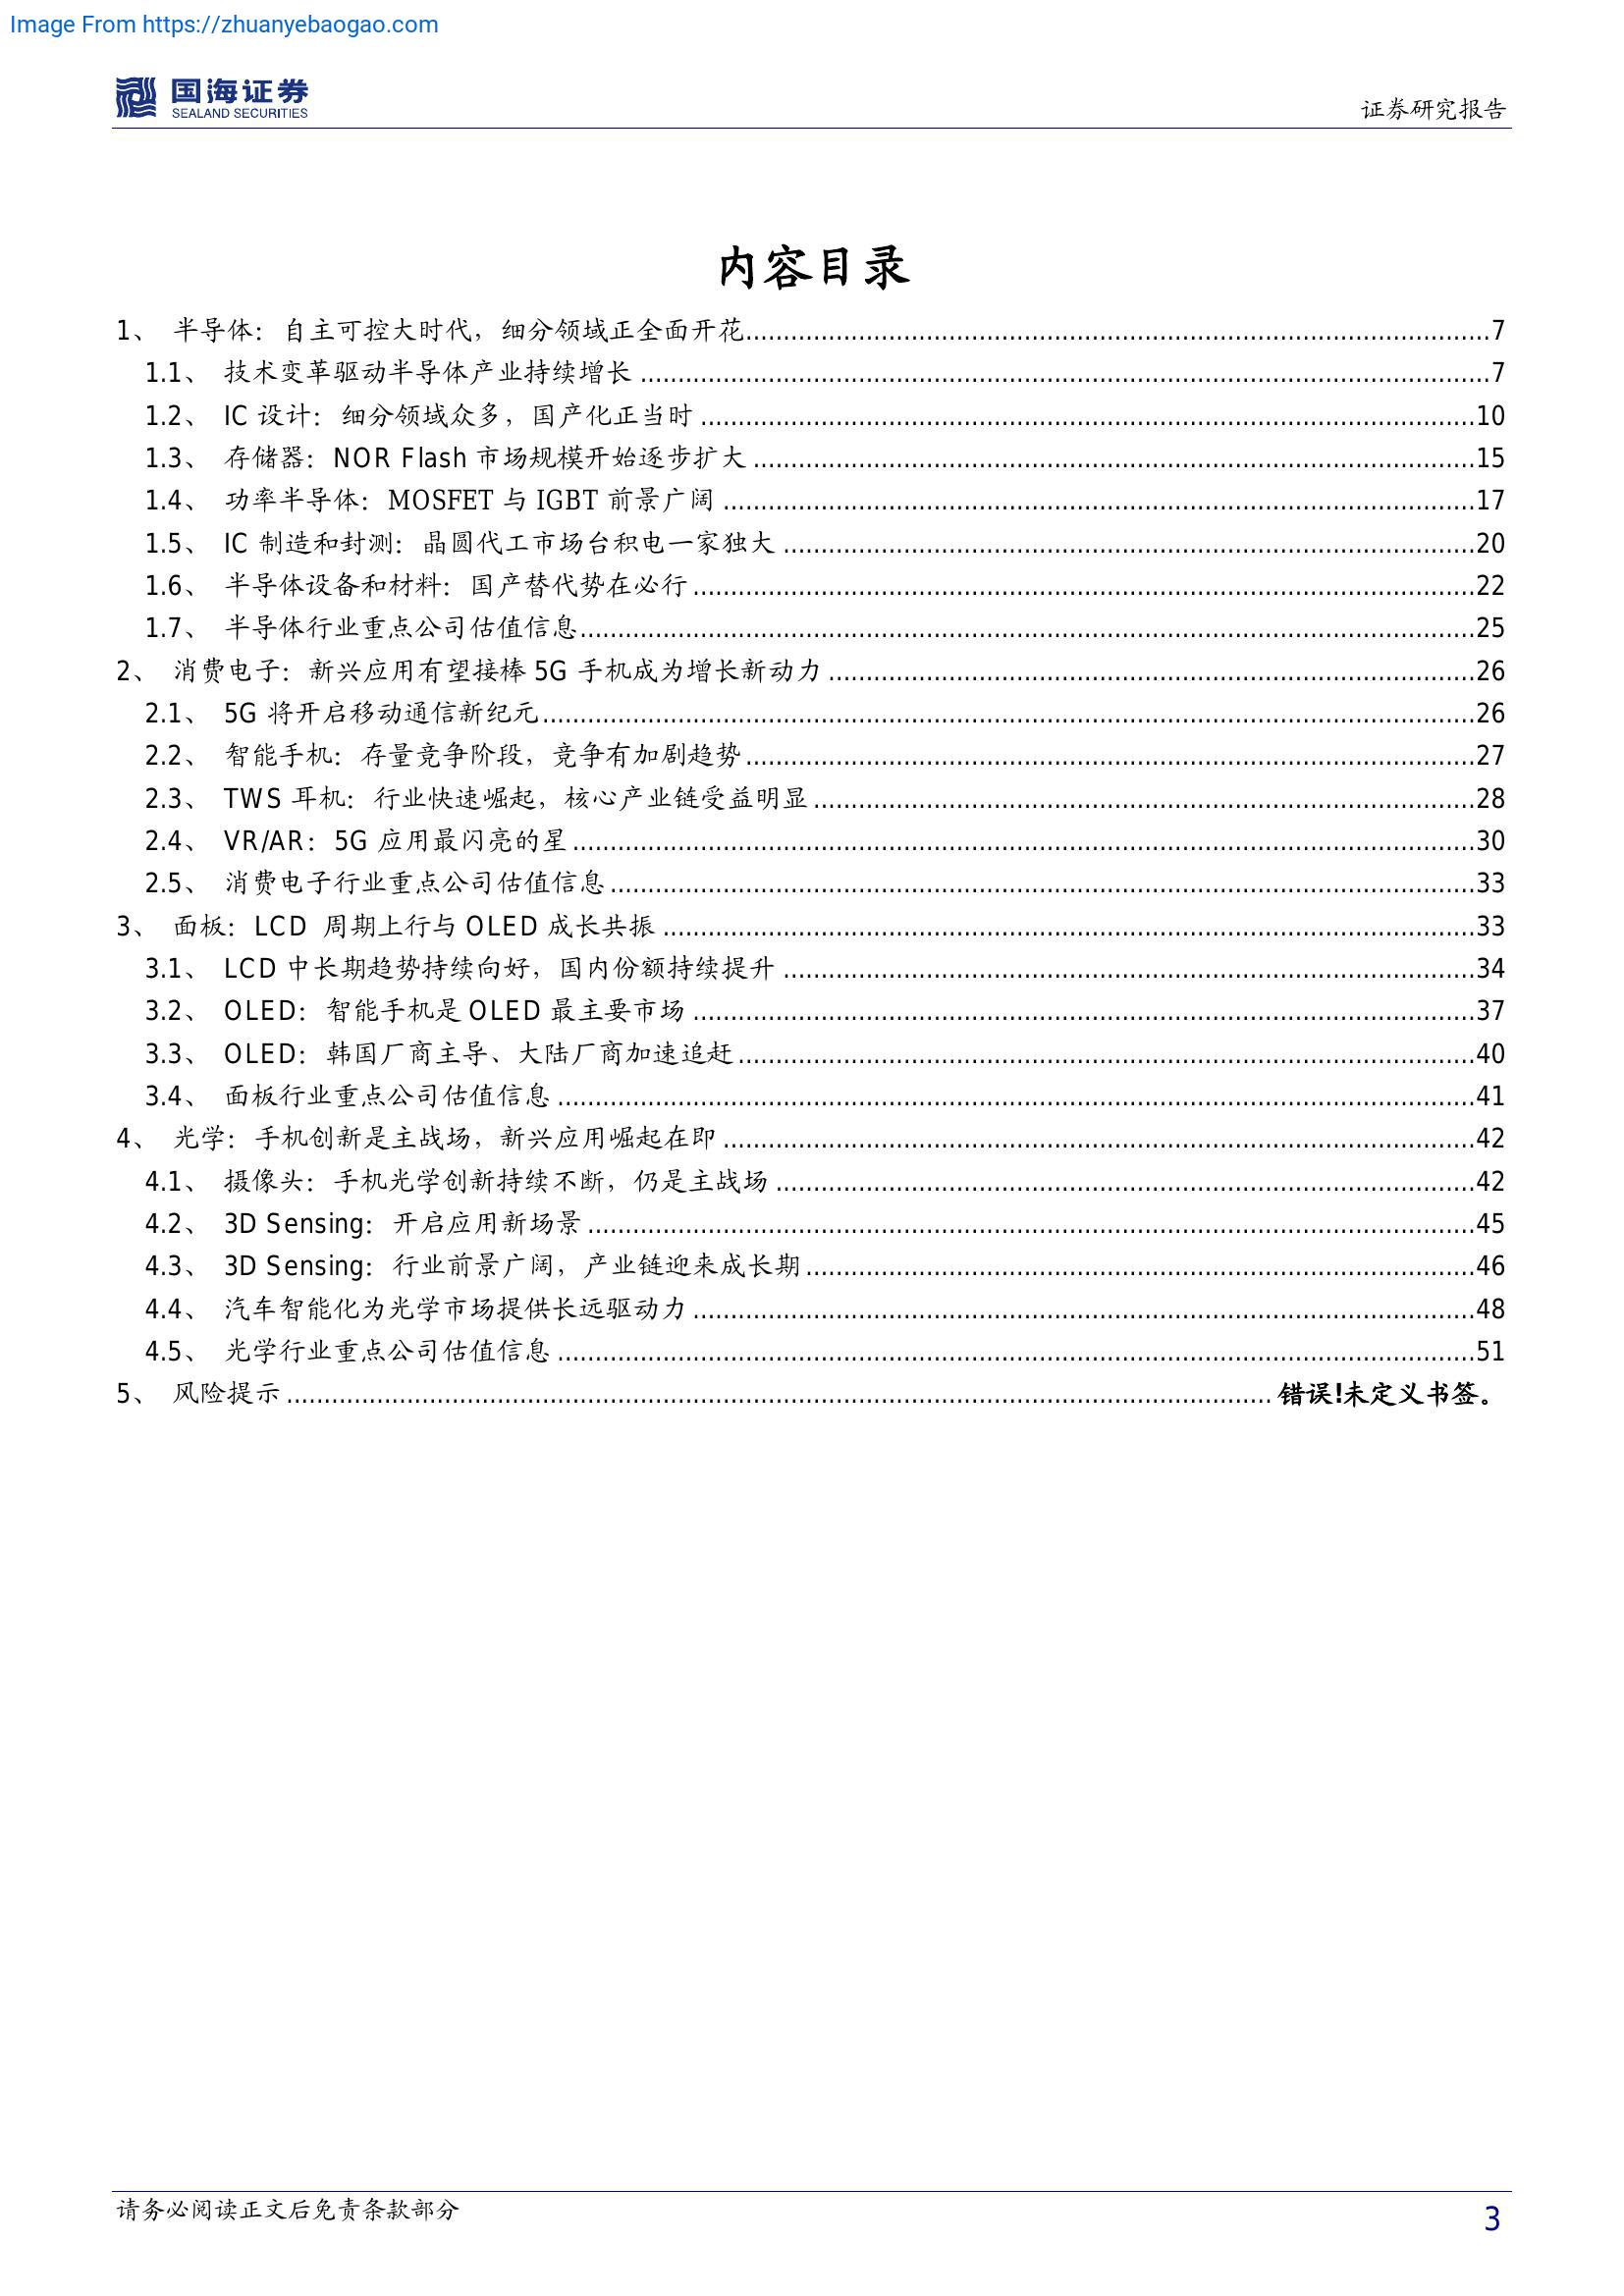 Image From https://zhuanyebaogao.com
国海证券
SEALAND SECURITIES
证券研究报告
内容目录
1、 半导体：自主可控大时代，细分领域正全面开花..........7
1.1、 技术变革驱动半导体产业持续增长..........7
1.2、 IC 设计：细分领域众多，国产化正当时..........10
1.3、 存储器：NOR Flash 市场规模开始逐步扩大..........15
1.4、 功率半导体：MOSFET 与 IGBT 前景广阔..........17
1.5、 IC 制造和封测：晶圆代工市场台积电一家独大..........20
1.6、 半导体设备和材料：国产替代势在必行..........22
1.7、 半导体行业重点公司估值信息..........25
2、 消费电子：新兴应用有望接棒 5G 手机成为增长新动力..........26
2.1、 5G 将开启移动通信新纪元..........26
2.2、 智能手机：存量竞争阶段，竞争有加剧趋势..........27
2.3、 TWS 耳机：行业快速崛起，核心产业链受益明显..........28
2.4、 VR/AR：5G 应用最闪亮的星..........30
2.5、 消费电子行业重点公司估值信息..........33
3、 面板：LCD 周期上行与 OLED 成长共振..........33
3.1、 LCD 中长期趋势持续向好，国内份额持续提升..........34
3.2、 OLED：智能手机是 OLED 最主要市场..........37
3.3、 OLED：韩国厂商主导、大陆厂商加速追赶..........40
3.4、 面板行业重点公司估值信息..........41
4、 光学：手机创新是主战场，新兴应用崛起在即..........42
4.1、 摄像头：手机光学创新持续不断，仍是主战场..........42
4.2、 3D Sensing：开启应用新场景..........45
4.3、 3D Sensing：行业前景广阔，产业链迎来成长期..........46
4.4、 汽车智能化为光学市场提供长远驱动力..........48
4.5、 光学行业重点公司估值信息..........51
5、 风险提示..........错误!未定义书签。
请务必阅读正文后免责条款部分
3